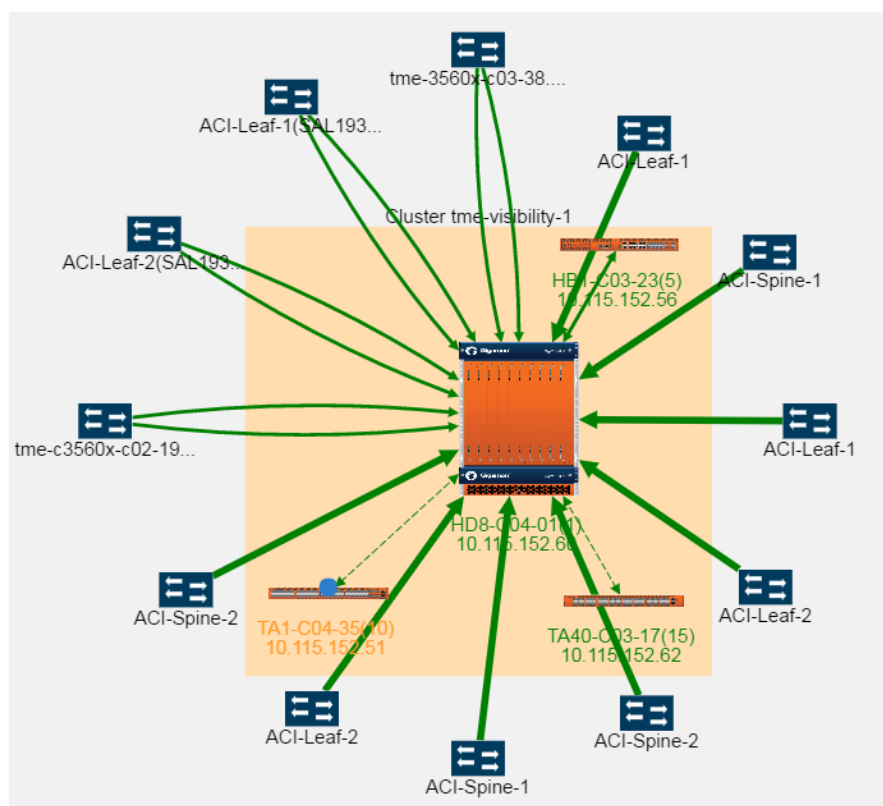 tme-3560x-c03-38....
ACI-Leaf-1(SAL193...
ACI-Leaf-1
Cluster tme-visibility-1
ACI-Leaf-2(SAL193...
ACI-Spine-1
HB1-C03-23(5)
10.115.152.56
Gigamon
tme-c3560x-c02-19...
ACI-Leaf-1
Gigamon
HD8-C04-01(1)
10.115.152.60
ACI-Spine-2
ACI-Leaf-2
TA1-C04-35(10)
10.115.152.51
TA40-C03-17(15)
10.115.152.62
ACI-Leaf-2
ACI-Spine-2
ACI-Spine-1